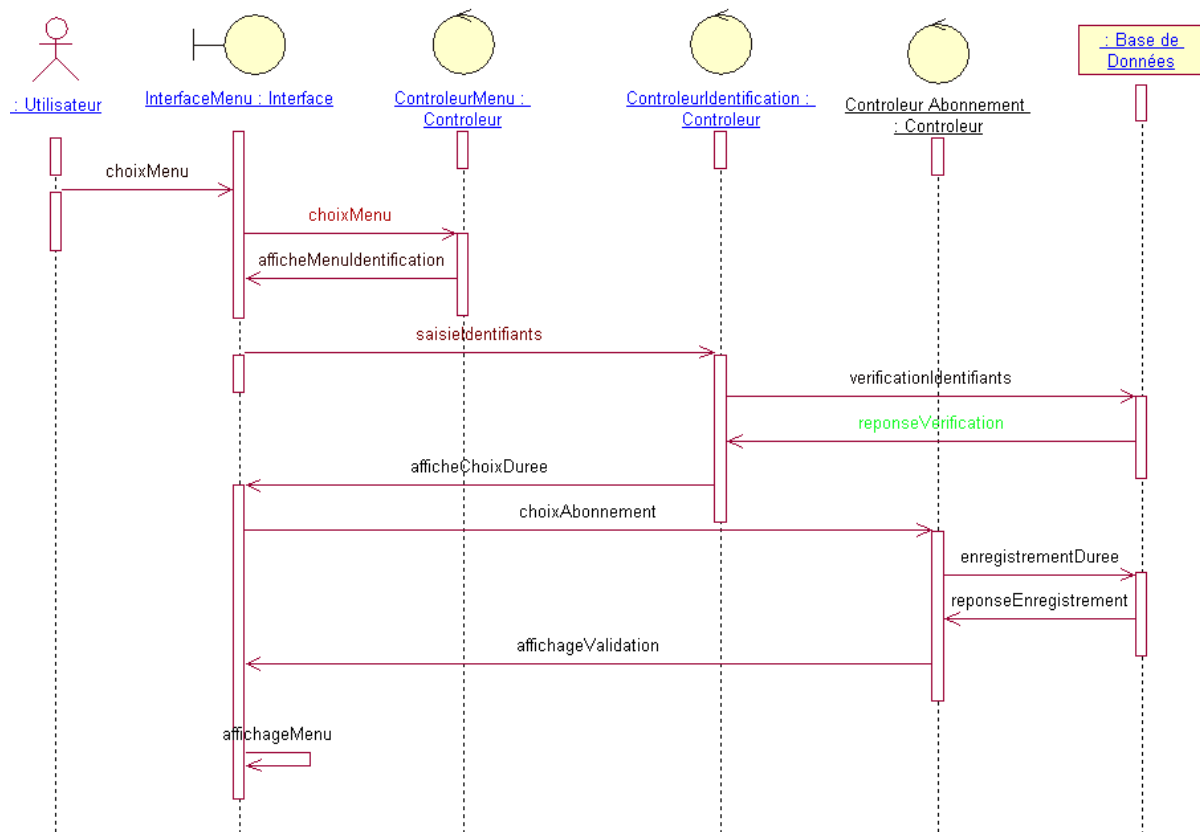 : Utilisateur
InterfaceMenu : Interface
ControleurMenu :
Controleur
ControleurIdentification :
Controleur
Controleur Abonnement
: Controleur
: Base de
Données
choixMenu
choixMenu
afficheMenuIdentification
saisieIdentifiants
verificationIdentifiants
reponseVerification
afficheChoixDuree
choixAbonnement
enregistrementDuree
reponseEnregistrement
affichageValidation
affichageMenu